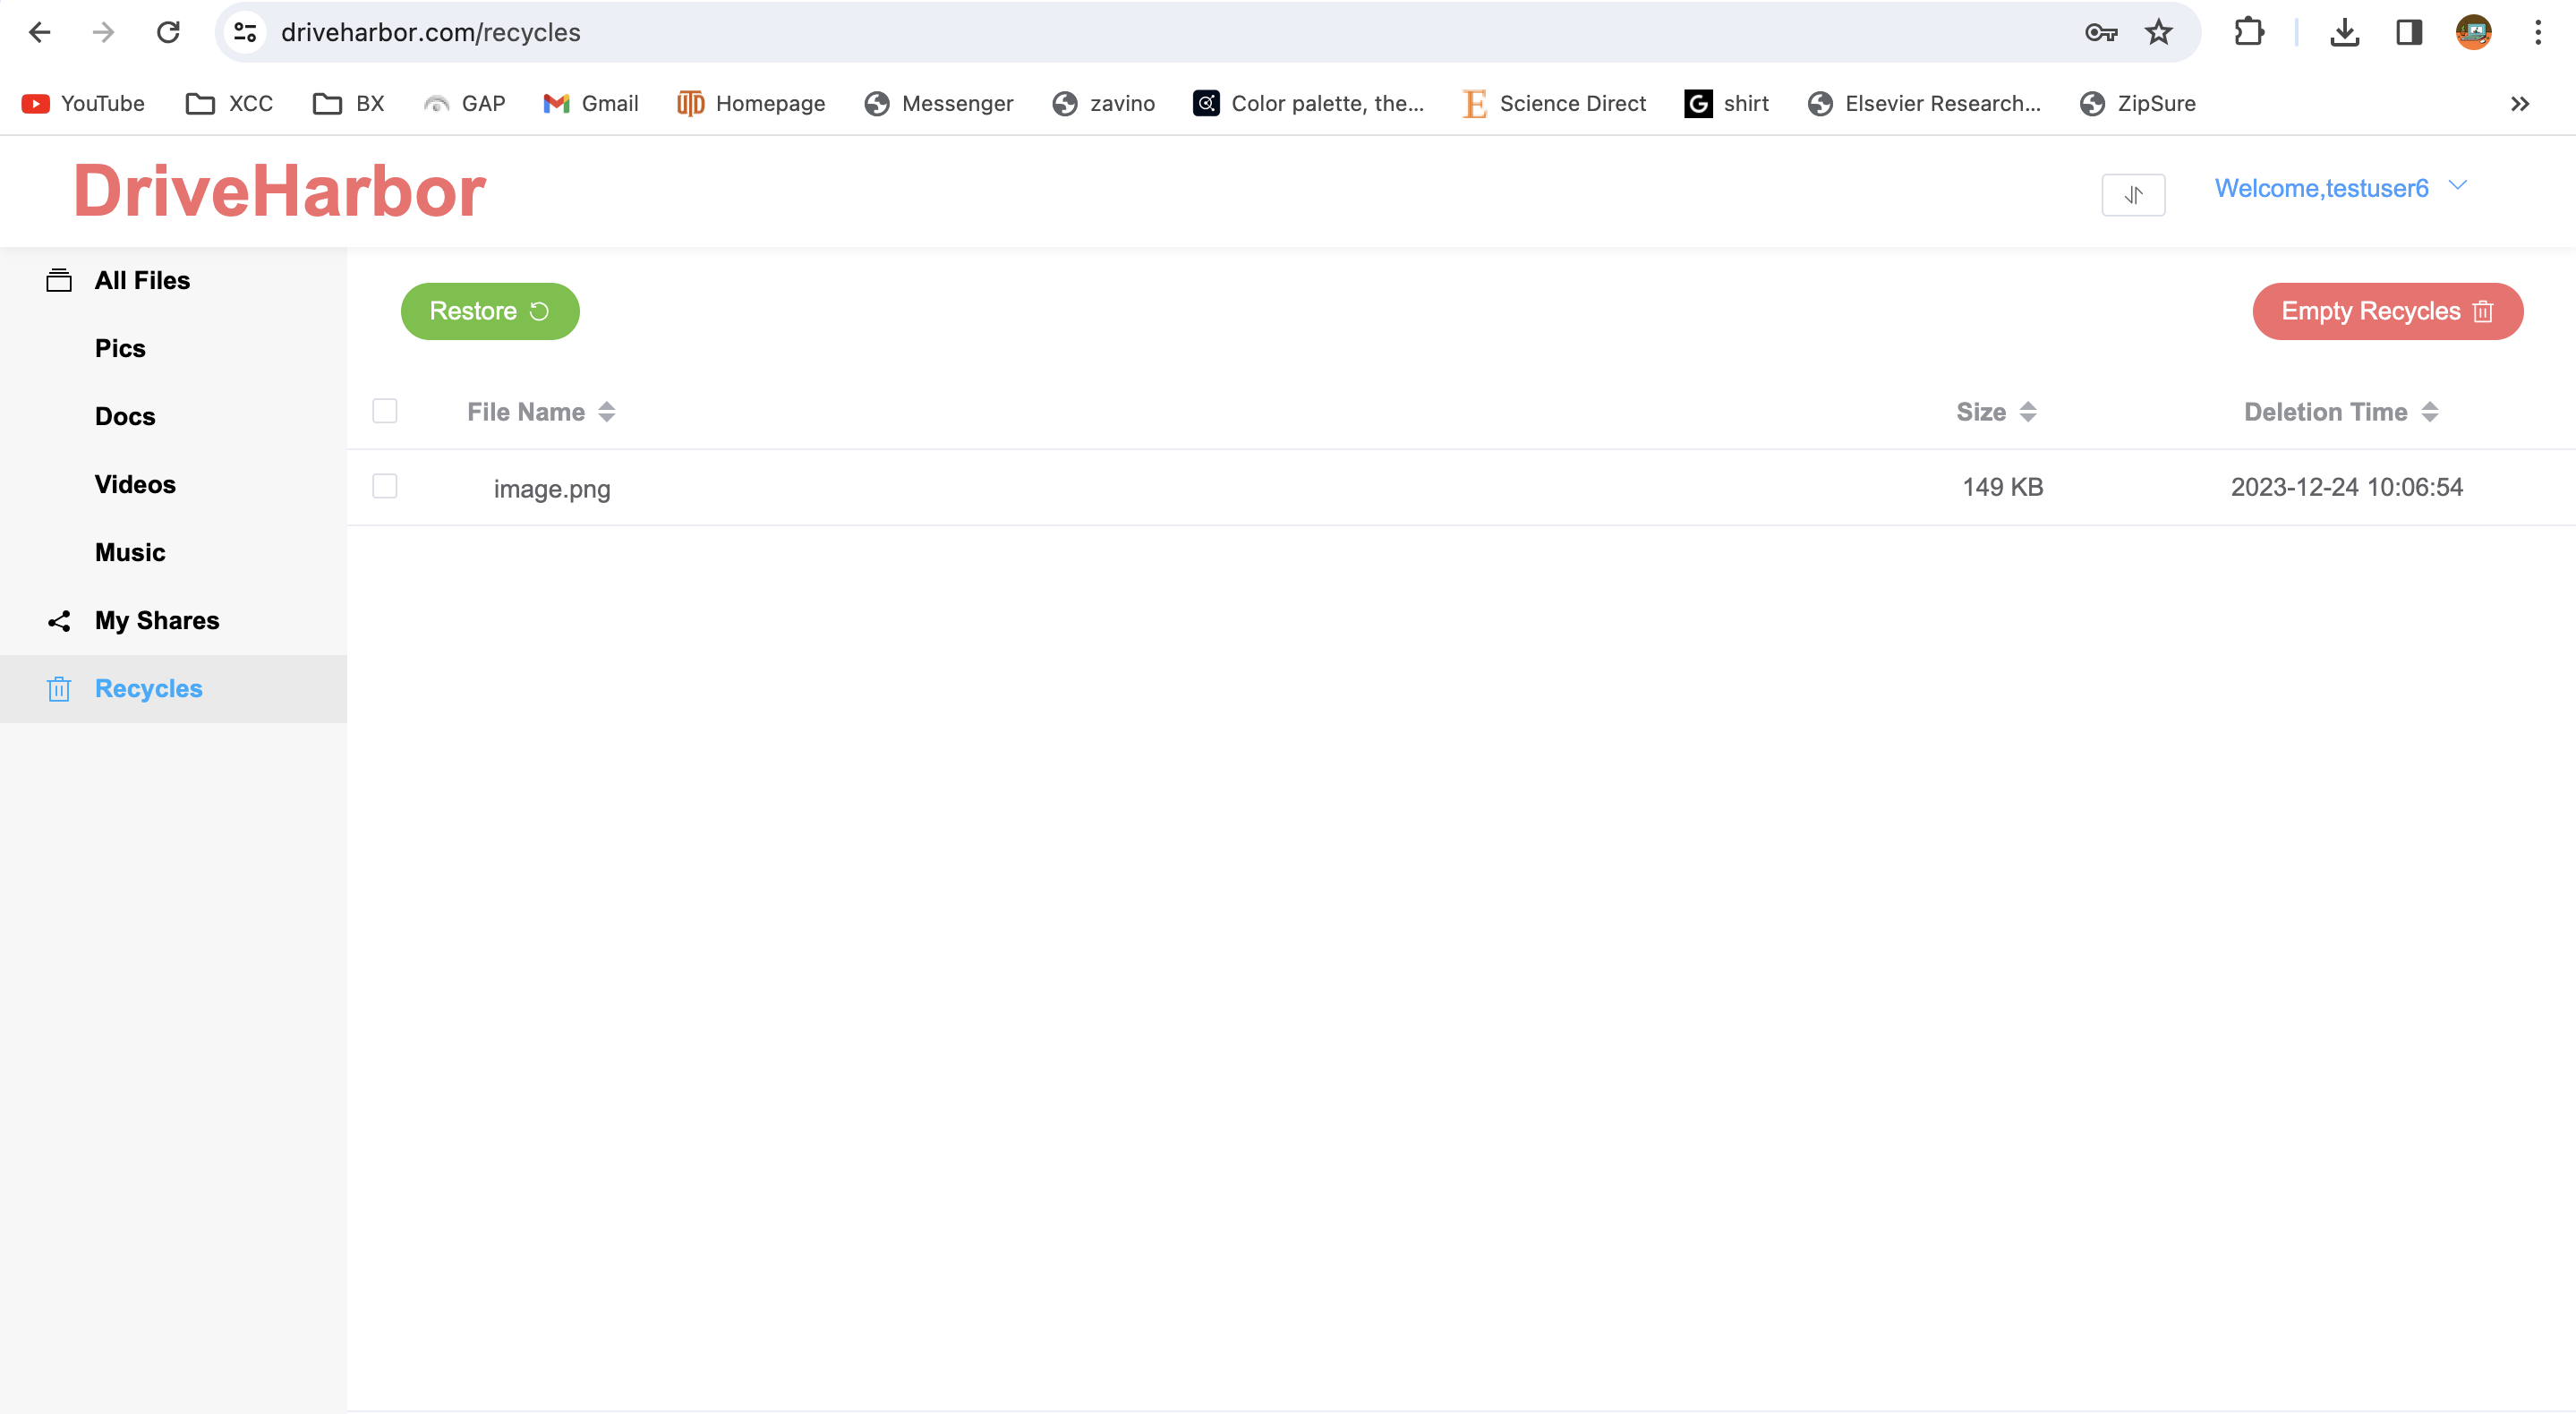 driveharbor.com/recycles
YouTube XCC BX GAP Gmail UTD Homepage Messenger zavino Color palette, the... E Science Direct G shirt Elsevier Research... ZipSure
DriveHarbor
Welcome,testuser6
All Files
Pics
Docs
Videos
Music
My Shares
Recycles
Restore
Empty Recycles
File Name Size Deletion Time
image.png 149 KB 2023-12-24 10:06:54